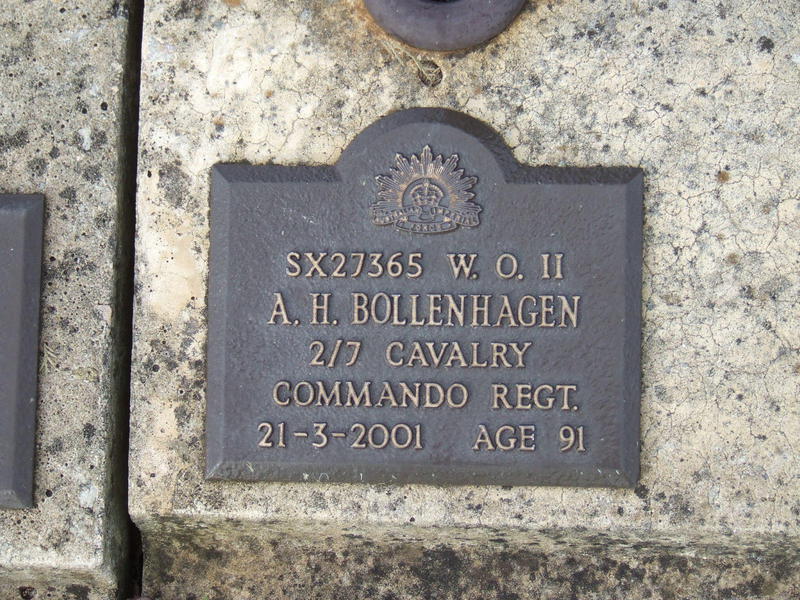 SX27365 W. O. II
A. H. BOLLENHAGEN
2/7 CAVALRY
COMMANDO REGT.
21-3-2001 AGE 91